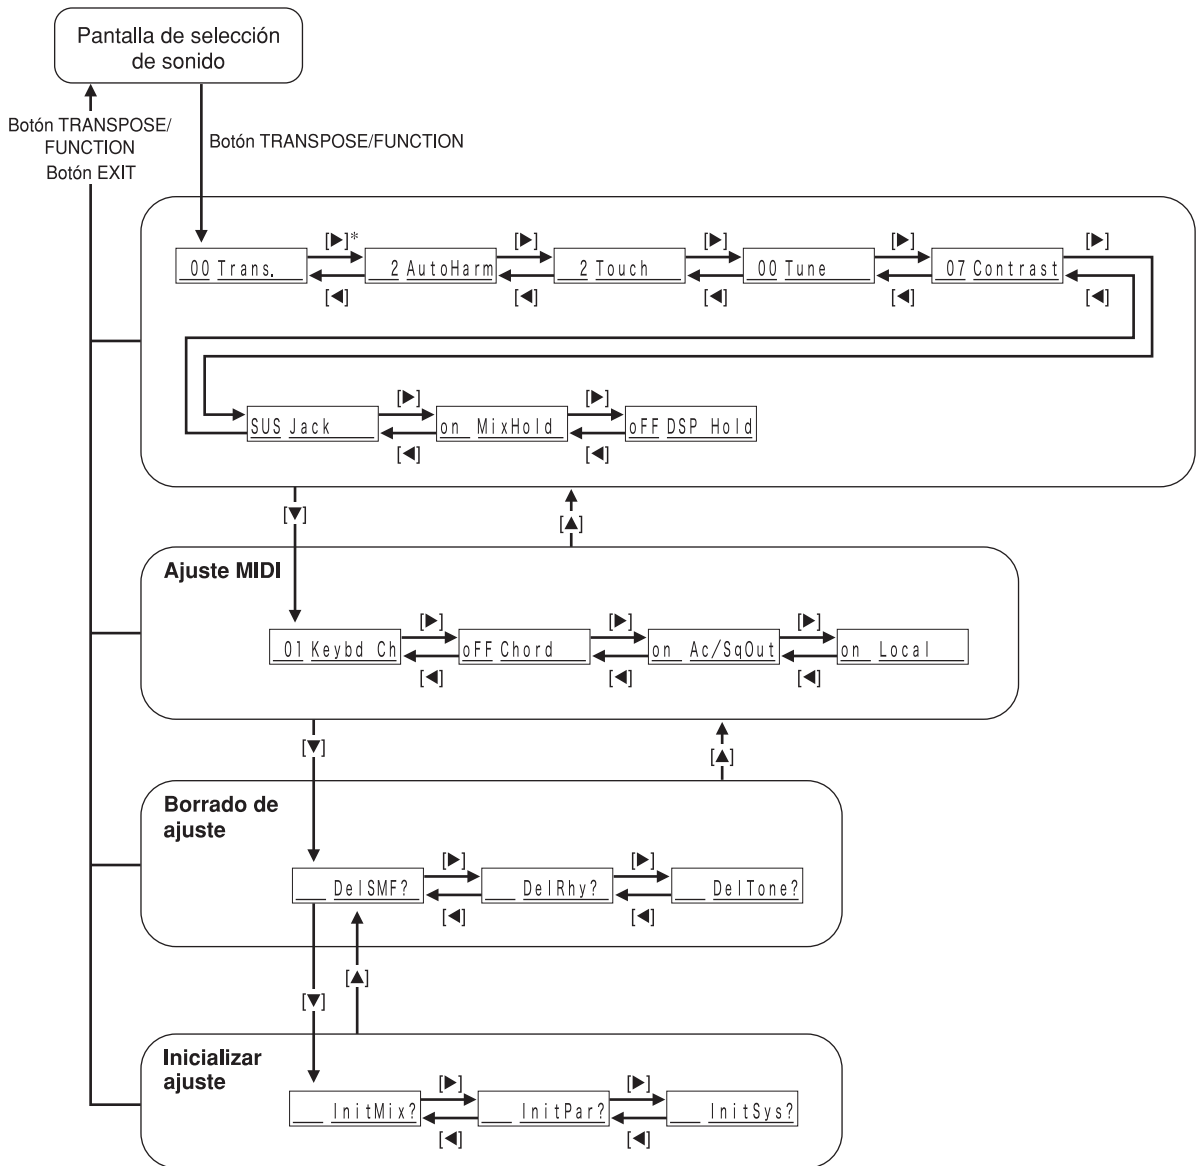 Pantalla de selección
de sonido
Botón TRANSPOSE/
FUNCTION
Botón EXIT
Botón TRANSPOSE/FUNCTION
[▶]* [▶] [▶] [▶] [▶]
00 Trans. 2 AutoHarm 2 Touch 00 Tune 07 Contrast
[◀] [◀] [◀] [◀] [◀]
[▶] [▶]
SUS Jack on MixHold oFF DSP Hold
[◀] [◀]
[▼] [▲]
Ajuste MIDI
[▶] [▶] [▶]
01 Keybd Ch oFF Chord on Ac/SqOut on Local
[◀] [◀] [◀]
[▼] [▲]
Borrado de
ajuste
[▶] [▶]
DelSMF? DelRhy? DelTone?
[◀] [◀]
[▼] [▲]
Inicializar
ajuste
[▶] [▶]
InitMix? InitPar? InitSys?
[◀] [◀]